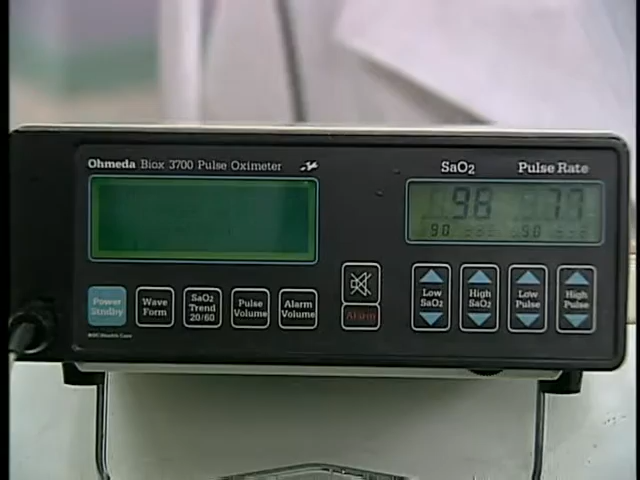 Ohmeda Biox 3700 Pulse Oximeter
SaO2 Pulse Rate
98 77
90 90
Power Standby
Wave Form
SaO2 Trend 20/60
Pulse Volume
Alarm Volume
Alarm
Low SaO2
High SaO2
Low Pulse
High Pulse